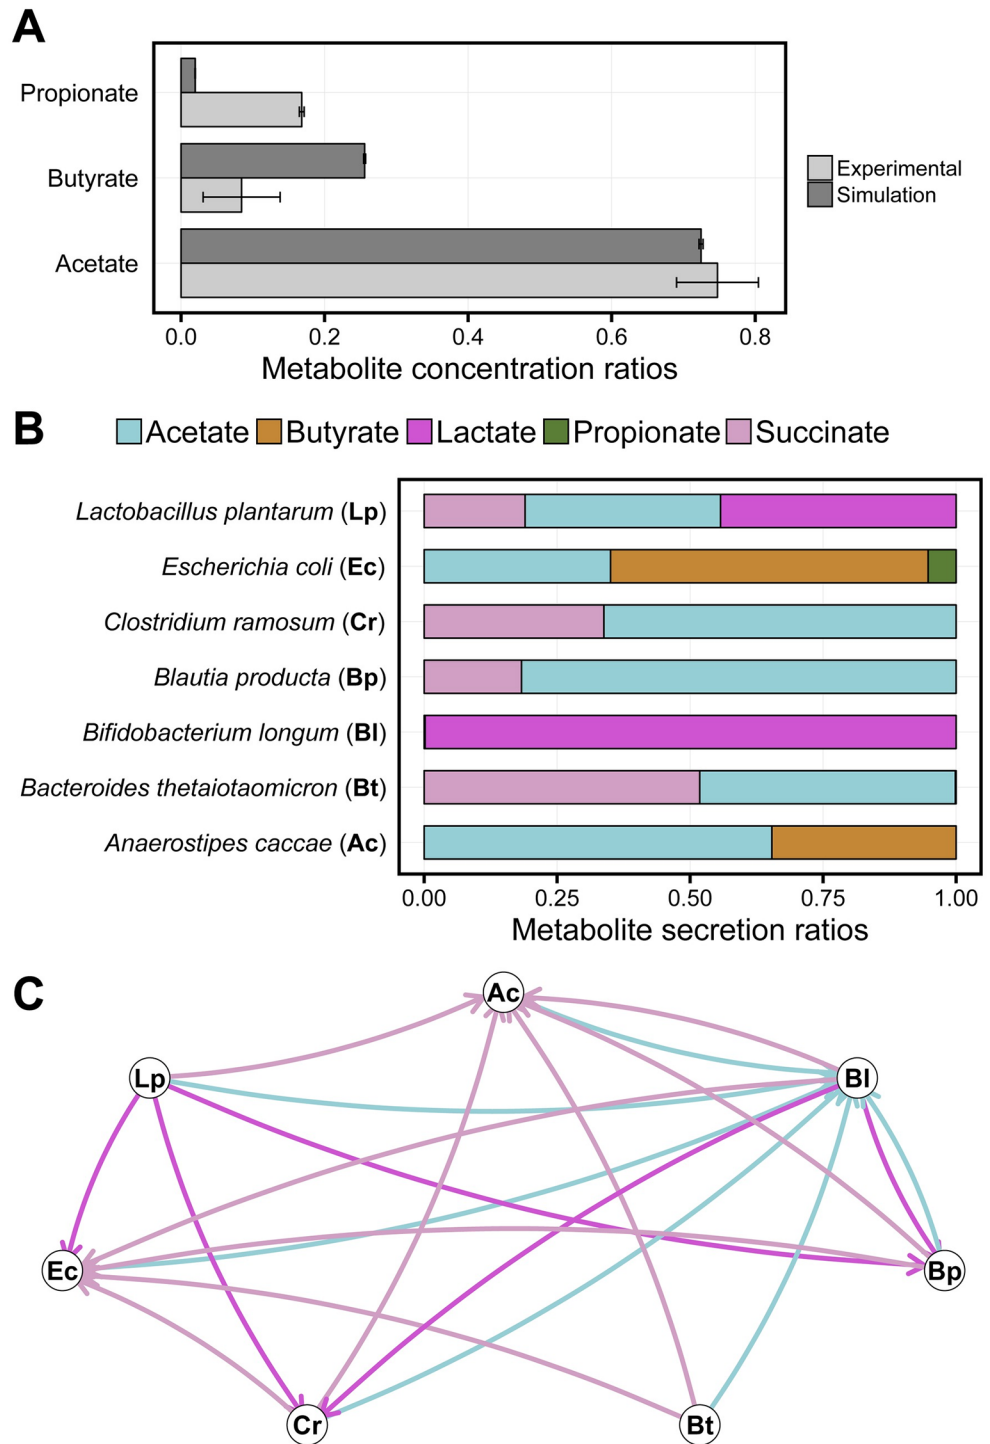 A
Propionate
Butyrate
Acetate
Experimental
Simulation
0.0 0.2 0.4 0.6 0.8
Metabolite concentration ratios
B
Acetate Butyrate Lactate Propionate Succinate
Lactobacillus plantarum (Lp)
Escherichia coli (Ec)
Clostridium ramosum (Cr)
Blautia producta (Bp)
Bifidobacterium longum (Bl)
Bacteroides thetaiotaomicron (Bt)
Anaerostipes caccae (Ac)
0.00 0.25 0.50 0.75 1.00
Metabolite secretion ratios
C
Ac
Lp
Bl
Ec
Bp
Cr
Bt